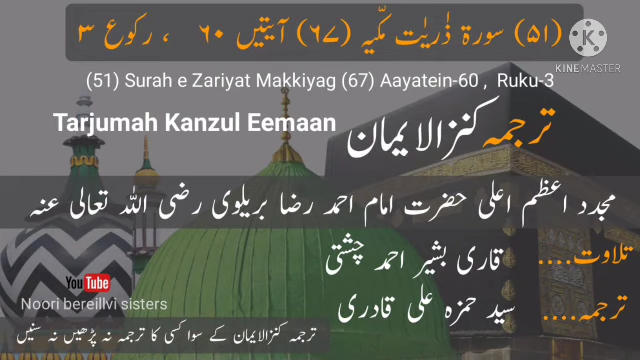 (۵۱) سورۃ ذٰریٰت مکّیہ (۶۷) آیتیں ۶۰ ، رکوع ۳
KINEMASTER
(51) Surah e Zariyat Makkiyag (67) Aayatein-60 , Ruku-3
Tarjumah Kanzul Eemaan
ترجمہ کنزالایمان
مجدد اعظم اعلی حضرت امام احمد رضا بریلوی رضی اللہ تعالی عنہ
تلاوت.... قاری بشیر احمد چشتی
YouTube
Noori bereillvi sisters
ترجمہ.... سید حمزہ علی قادری
ترجمہ کنزالایمان کے سوا کسی کا ترجمہ نہ پڑھیں نہ سنیں